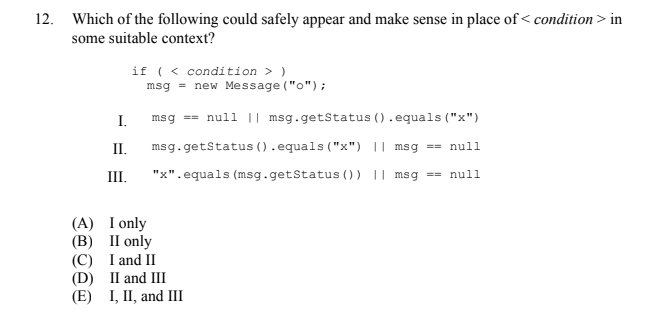 12. Which of the following could safely appear and make sense in place of < condition > in
some suitable context?
if ( < condition > )
msg = new Message("o");
I. msg == null || msg.getStatus().equals("x")
II. msg.getStatus().equals("x") || msg == null
III. "x".equals(msg.getStatus()) || msg == null
(A) I only
(B) II only
(C) I and II
(D) II and III
(E) I, II, and III